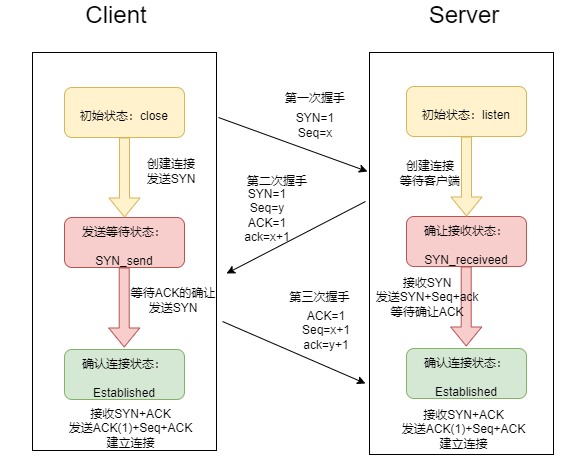 Client
Server
初始状态：close
创建连接
发送SYN
发送等待状态：
SYN_send
等待ACK的确让
发送SYN
确认连接状态：
Established
接收SYN+ACK
发送ACK(1)+Seq+ACK
建立连接
第一次握手
SYN=1
Seq=x
第二次握手
SYN=1
Seq=y
ACK=1
ack=x+1
第三次握手
ACK=1
Seq=x+1
ack=y+1
初始状态：listen
创建连接
等待客户端
确让接收状态：
SYN_receiveed
接收SYN
发送SYN+Seq+ack
等待确让ACK
确认连接状态：
Established
接收SYN+ACK
发送ACK(1)+Seq+ACK
建立连接